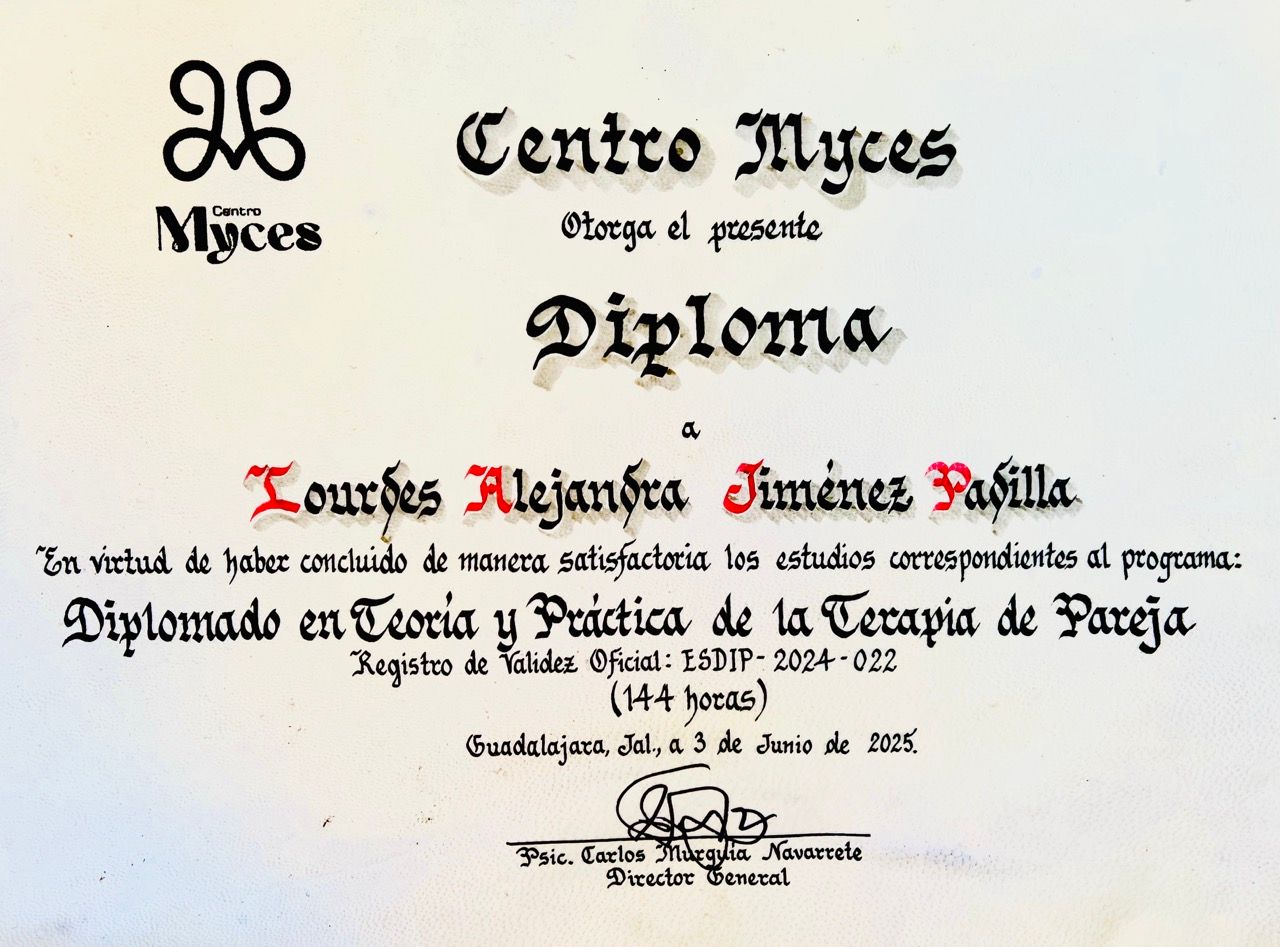 Centro
Myces
Centro Myces
Otorga el presente
Diploma
a
Lourdes Alejandra Jiménez Padilla
En virtud de haber concluido de manera satisfactoria los estudios correspondientes al programa:
Diplomado en Teoría y Práctica de la Terapia de Pareja
Registro de Validez Oficial: ESDIP-2024-022
(144 horas)
Guadalajara, Jal., a 3 de Junio de 2025.
Psic. Carlos Murguía Navarrete
Director General